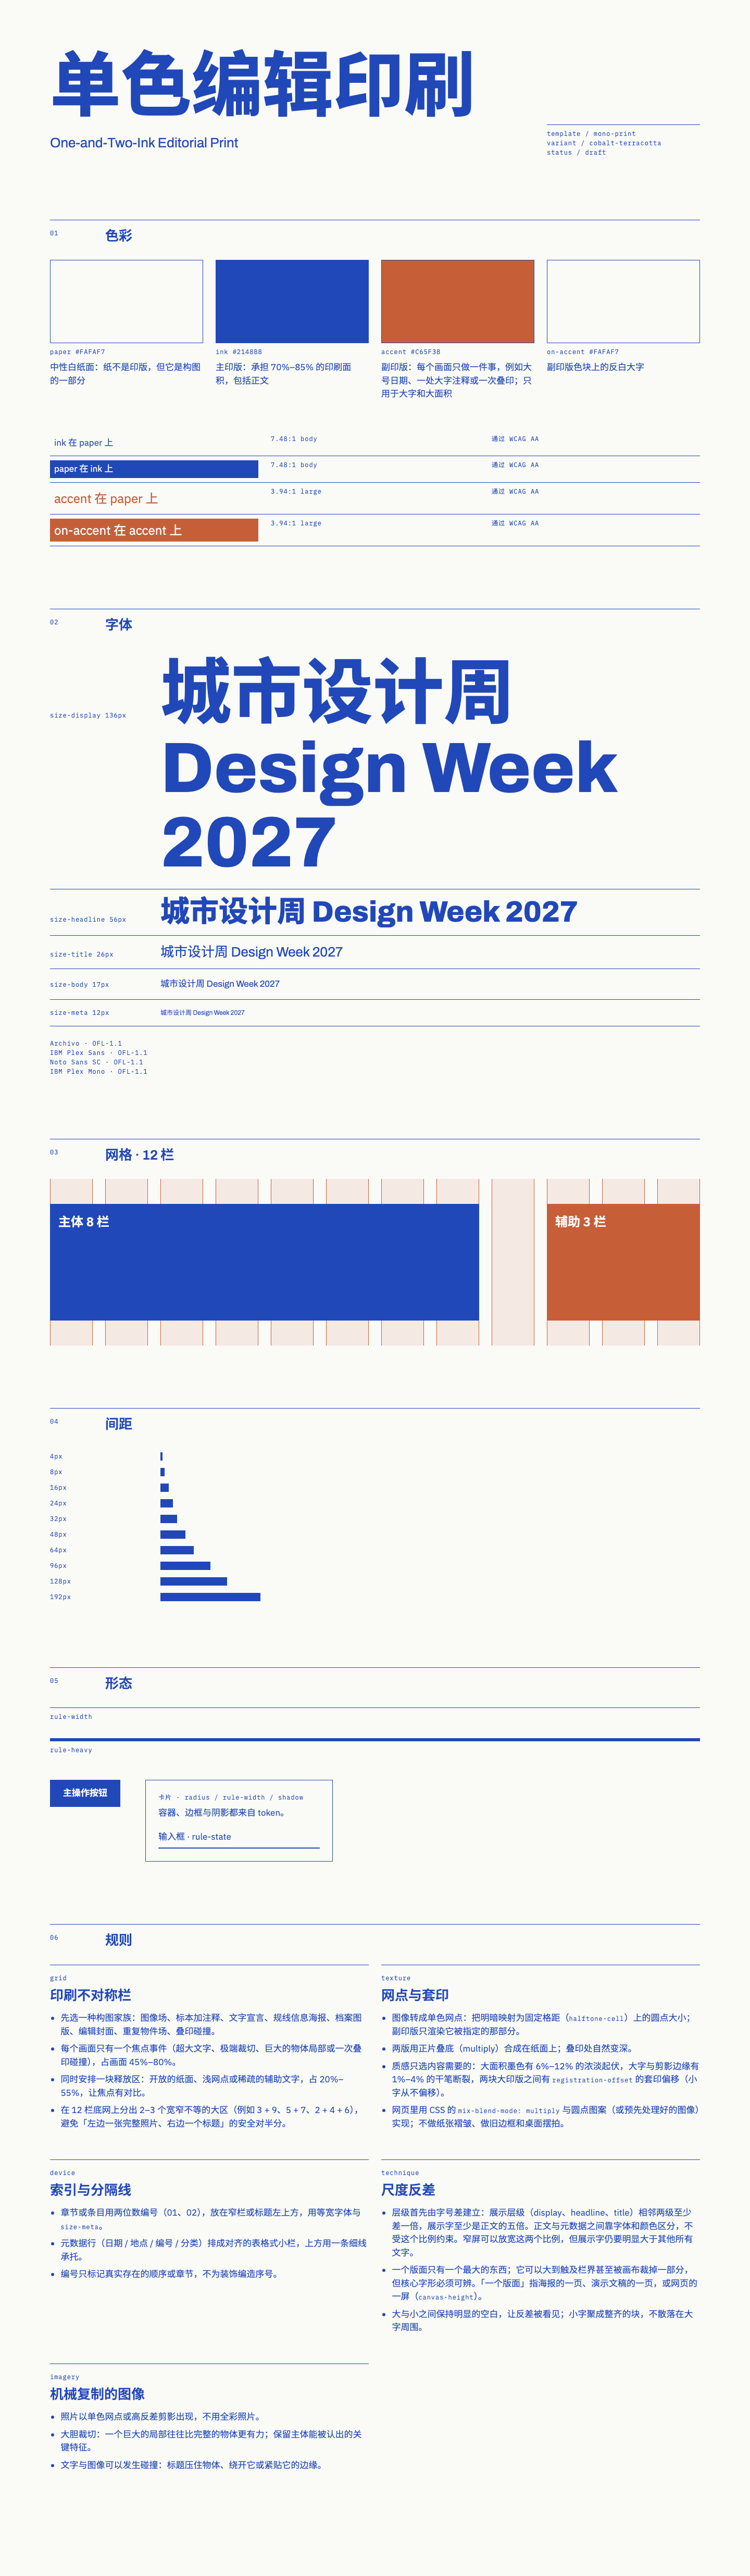 单色编辑印刷
One-and-Two-Ink Editorial Print
template / mono-print
variant / cobalt-terracotta
status / draft
01
色彩
paper #FAFAF7
中性白纸面：纸不是印版，但它是构图
的一部分
ink #2148B8
主印版：承担 70%–85% 的印刷面
积，包括正文
accent #C65F38
副印版：每个画面只做一件事，例如大
号日期、一处大字注释或一次叠印；只
用于大字和大面积
on-accent #FAFAF7
副印版色块上的反白大字
ink 在 paper 上
7.48:1 body
通过 WCAG AA
paper 在 ink 上
7.48:1 body
通过 WCAG AA
accent 在 paper 上
3.94:1 large
通过 WCAG AA
on-accent 在 accent 上
3.94:1 large
通过 WCAG AA
02
字体
size-display 136px
城市设计周
Design Week
2027
size-headline 56px
城市设计周 Design Week 2027
size-title 26px
城市设计周 Design Week 2027
size-body 17px
城市设计周 Design Week 2027
size-meta 12px
城市设计周 Design Week 2027
Archivo · OFL-1.1
IBM Plex Sans · OFL-1.1
Noto Sans SC · OFL-1.1
IBM Plex Mono · OFL-1.1
03
网格 · 12 栏
主体 8 栏
辅助 3 栏
04
间距
4px
8px
16px
24px
32px
48px
64px
96px
128px
192px
05
形态
rule-width
rule-heavy
主操作按钮
卡片 · radius / rule-width / shadow
容器、边框与阴影都来自 token。
输入框 · rule-state
06
规则
grid
印刷不对称栏
先选一种构图家族：图像场、标本加注释、文字宣言、规线信息海报、档案图
版、编辑封面、重复物件场、叠印碰撞。
每个画面只有一个焦点事件（超大文字、极端裁切、巨大的物体局部或一次叠
印碰撞），占画面 45%–80%。
同时安排一块释放区：开放的纸面、浅网点或稀疏的辅助文字，占 20%–
55%，让焦点有对比。
在 12 栏底网上分出 2–3 个宽窄不等的大区（例如 3 + 9、5 + 7、2 + 4 + 6），
避免「左边一张完整照片、右边一个标题」的安全对半分。
texture
网点与套印
图像转成单色网点：把明暗映射为固定格距（halftone-cell）上的圆点大小；
副印版只渲染它被指定的那部分。
两版用正片叠底（multiply）合成在纸面上；叠印处自然变深。
质感只选内容需要的：大面积墨色有 6%–12% 的浓淡起伏，大字与剪影边缘有
1%–4% 的干笔断裂，两块大印版之间有 registration-offset 的套印偏移（小
字从不偏移）。
网页里用 CSS 的 mix-blend-mode: multiply 与圆点图案（或预先处理好的图像）
实现；不做纸张褶皱、做旧边框和桌面摆拍。
device
索引与分隔线
章节或条目用两位数编号（01、02），放在窄栏或标题左上方，用等宽字体与
size-meta。
元数据行（日期 / 地点 / 编号 / 分类）排成对齐的表格式小栏，上方用一条细线
承托。
编号只标记真实存在的顺序或章节，不为装饰编造序号。
technique
尺度反差
层级首先由字号差建立：展示层级（display、headline、title）相邻两级至少
差一倍，展示字至少是正文的五倍。正文与元数据之间靠字体和颜色区分，不
受这个比例约束。窄屏可以放宽这两个比例，但展示字仍要明显大于其他所有
文字。
一个版面只有一个最大的东西；它可以大到触及栏界甚至被画布裁掉一部分，
但核心字形必须可辨。「一个版面」指海报的一页、演示文稿的一页，或网页的
一屏（canvas-height）。
大与小之间保持明显的空白，让反差被看见；小字聚成整齐的块，不散落在大
字周围。
imagery
机械复制的图像
照片以单色网点或高反差剪影出现，不用全彩照片。
大胆裁切：一个巨大的局部往往比完整的物体更有力；保留主体能被认出的关
键特征。
文字与图像可以发生碰撞：标题压住物体、绕开它或紧贴它的边缘。